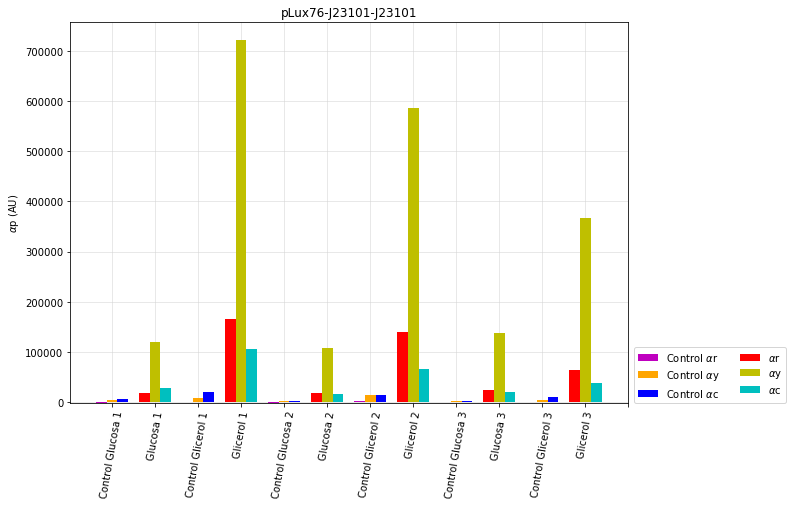 pLux76-J23101-J23101
αp (AU)
700000
600000
500000
400000
300000
200000
100000
0
Control Glucosa 1
Glucosa 1
Control Glicerol 1
Glicerol 1
Control Glucosa 2
Glucosa 2
Control Glicerol 2
Glicerol 2
Control Glucosa 3
Glucosa 3
Control Glicerol 3
Glicerol 3
Control αr
Control αy
Control αc
αr
αy
αc